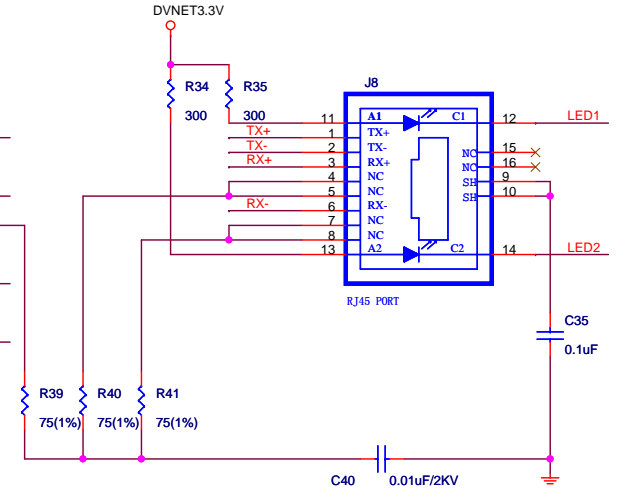 DVNET3.3V
R34
R35
J8
300
300
11
A1
C1
12
LED1
TX+
1
TX+
TX-
2
TX-
NC
15
RX+
3
RX+
NC
16
4
NC
SH
9
5
NC
SH
10
RX-
6
RX-
7
NC
8
NC
13
A2
C2
14
LED2
RJ45 PORT
C35
0.1uF
R39
R40
R41
75(1%)
75(1%)
75(1%)
C40
0.01uF/2KV